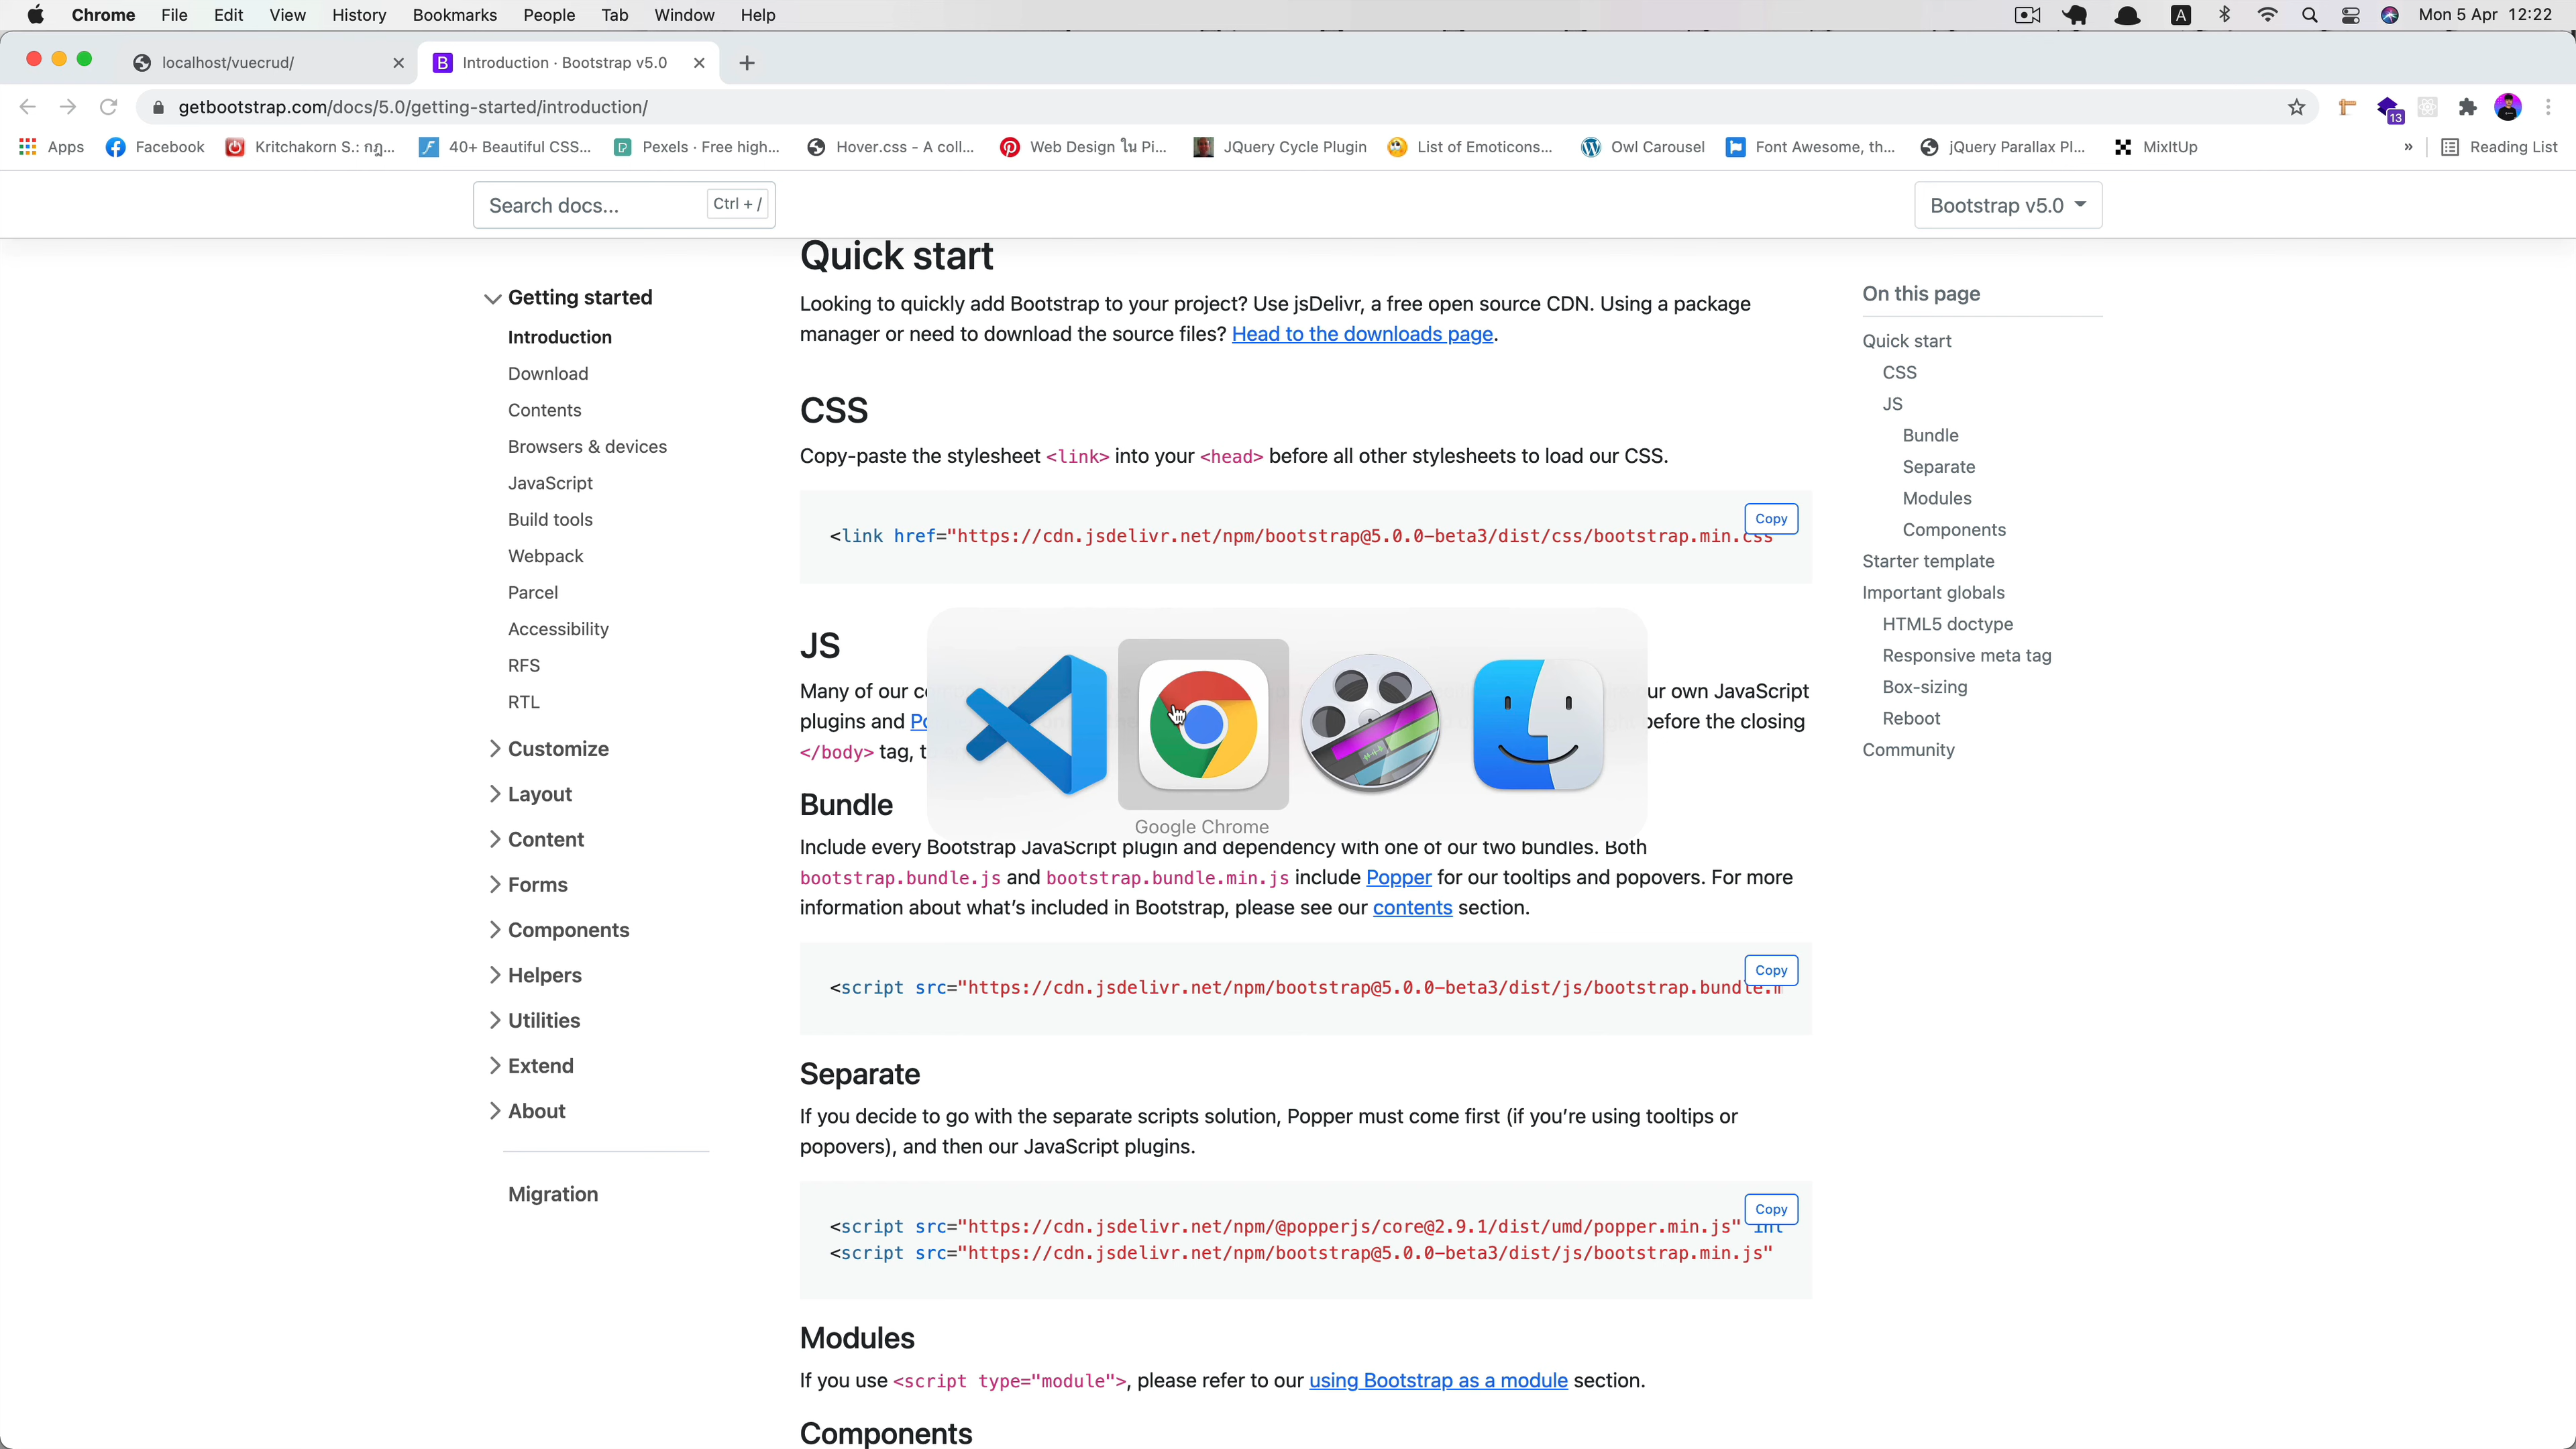 Chrome File Edit View History Bookmarks People Tab Window Help
A
Mon 5 Apr 12:22
localhost/vuecrud/
B Introduction · Bootstrap v5.0
getbootstrap.com/docs/5.0/getting-started/introduction/
13
Apps
Facebook
Kritchakorn S.: กฎ...
40+ Beautiful CSS...
Pexels · Free high...
Hover.css - A coll...
Web Design ใน Pi...
JQuery Cycle Plugin
List of Emoticons...
Owl Carousel
Font Awesome, th...
jQuery Parallax Pl...
MixItUp
»
Reading List
Search docs... Ctrl + /
Bootstrap v5.0
Getting started
Introduction
Download
Contents
Browsers & devices
JavaScript
Build tools
Webpack
Parcel
Accessibility
RFS
RTL
Customize
Layout
Content
Forms
Components
Helpers
Utilities
Extend
About
Migration
Quick start
Looking to quickly add Bootstrap to your project? Use jsDelivr, a free open source CDN. Using a package
manager or need to download the source files? Head to the downloads page.
CSS
Copy-paste the stylesheet <link> into your <head> before all other stylesheets to load our CSS.
Copy
<link href="https://cdn.jsdelivr.net/npm/bootstrap@5.0.0-beta3/dist/css/bootstrap.min.css
JS
Many of our ur own JavaScript
plugins and before the closing
</body> tag,
Google Chrome
Bundle
Include every Bootstrap JavaScript plugin and dependency with one of our two bundles. Both
bootstrap.bundle.js and bootstrap.bundle.min.js include Popper for our tooltips and popovers. For more
information about what's included in Bootstrap, please see our contents section.
Copy
<script src="https://cdn.jsdelivr.net/npm/bootstrap@5.0.0-beta3/dist/js/bootstrap.bundle.m
Separate
If you decide to go with the separate scripts solution, Popper must come first (if you're using tooltips or
popovers), and then our JavaScript plugins.
Copy
<script src="https://cdn.jsdelivr.net/npm/@popperjs/core@2.9.1/dist/umd/popper.min.js" int
<script src="https://cdn.jsdelivr.net/npm/bootstrap@5.0.0-beta3/dist/js/bootstrap.min.js"
Modules
If you use <script type="module">, please refer to our using Bootstrap as a module section.
Components
On this page
Quick start
CSS
JS
Bundle
Separate
Modules
Components
Starter template
Important globals
HTML5 doctype
Responsive meta tag
Box-sizing
Reboot
Community